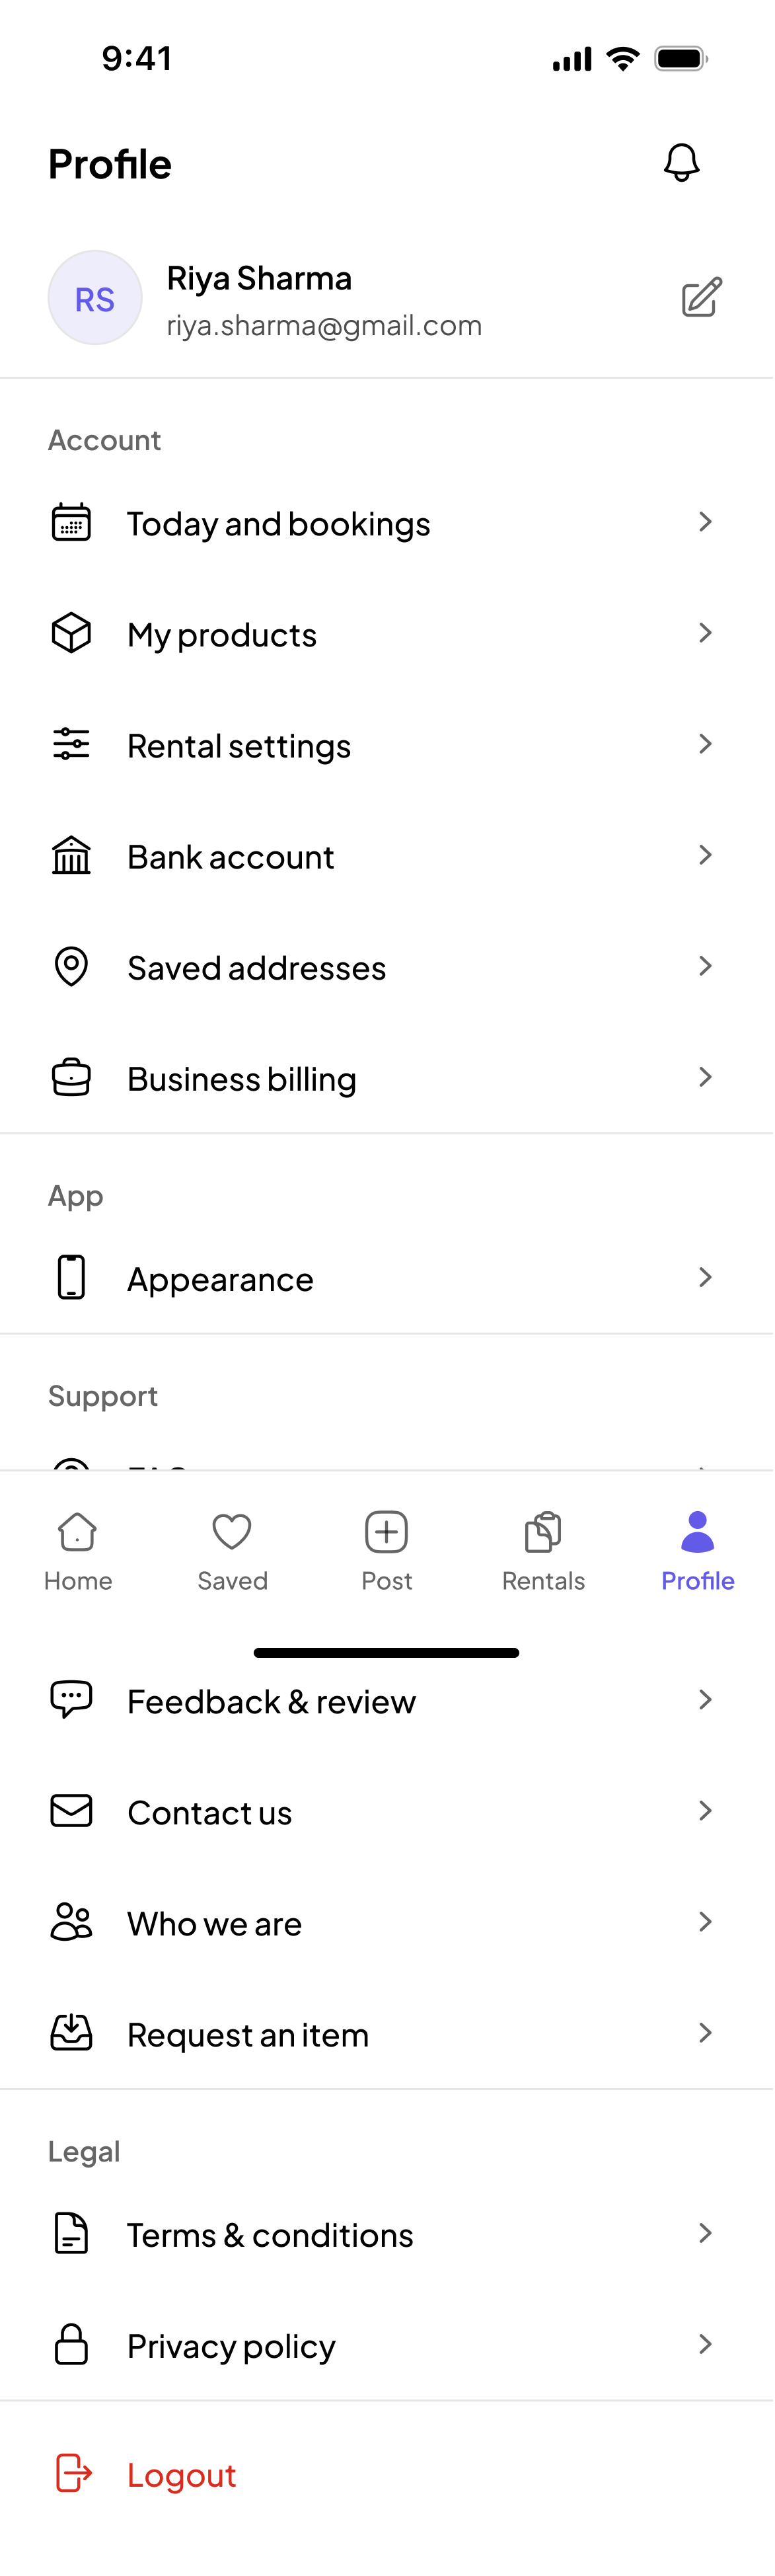 9:41
Profile
RS
Riya Sharma
riya.sharma@gmail.com
Account
Today and bookings
My products
Rental settings
Bank account
Saved addresses
Business billing
App
Appearance
Support
Home
Saved
Post
Rentals
Profile
Feedback & review
Contact us
Who we are
Request an item
Legal
Terms & conditions
Privacy policy
Logout